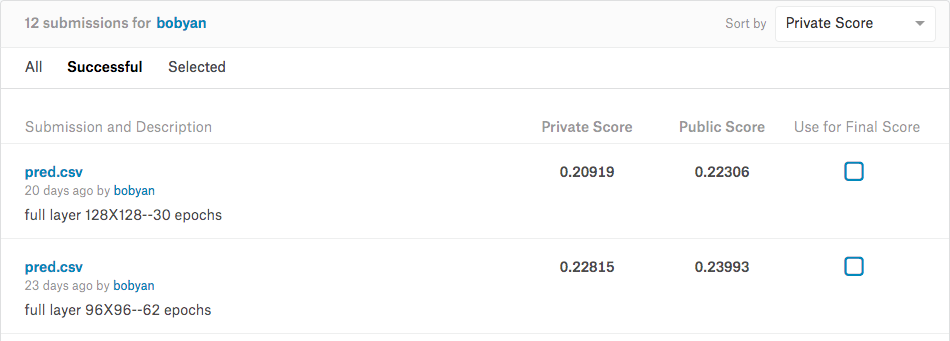 12 submissions for bobyan
Sort by Private Score
All Successful Selected
Submission and Description Private Score Public Score Use for Final Score
pred.csv 0.20919 0.22306
20 days ago by bobyan
full layer 128X128--30 epochs
pred.csv 0.22815 0.23993
23 days ago by bobyan
full layer 96X96--62 epochs